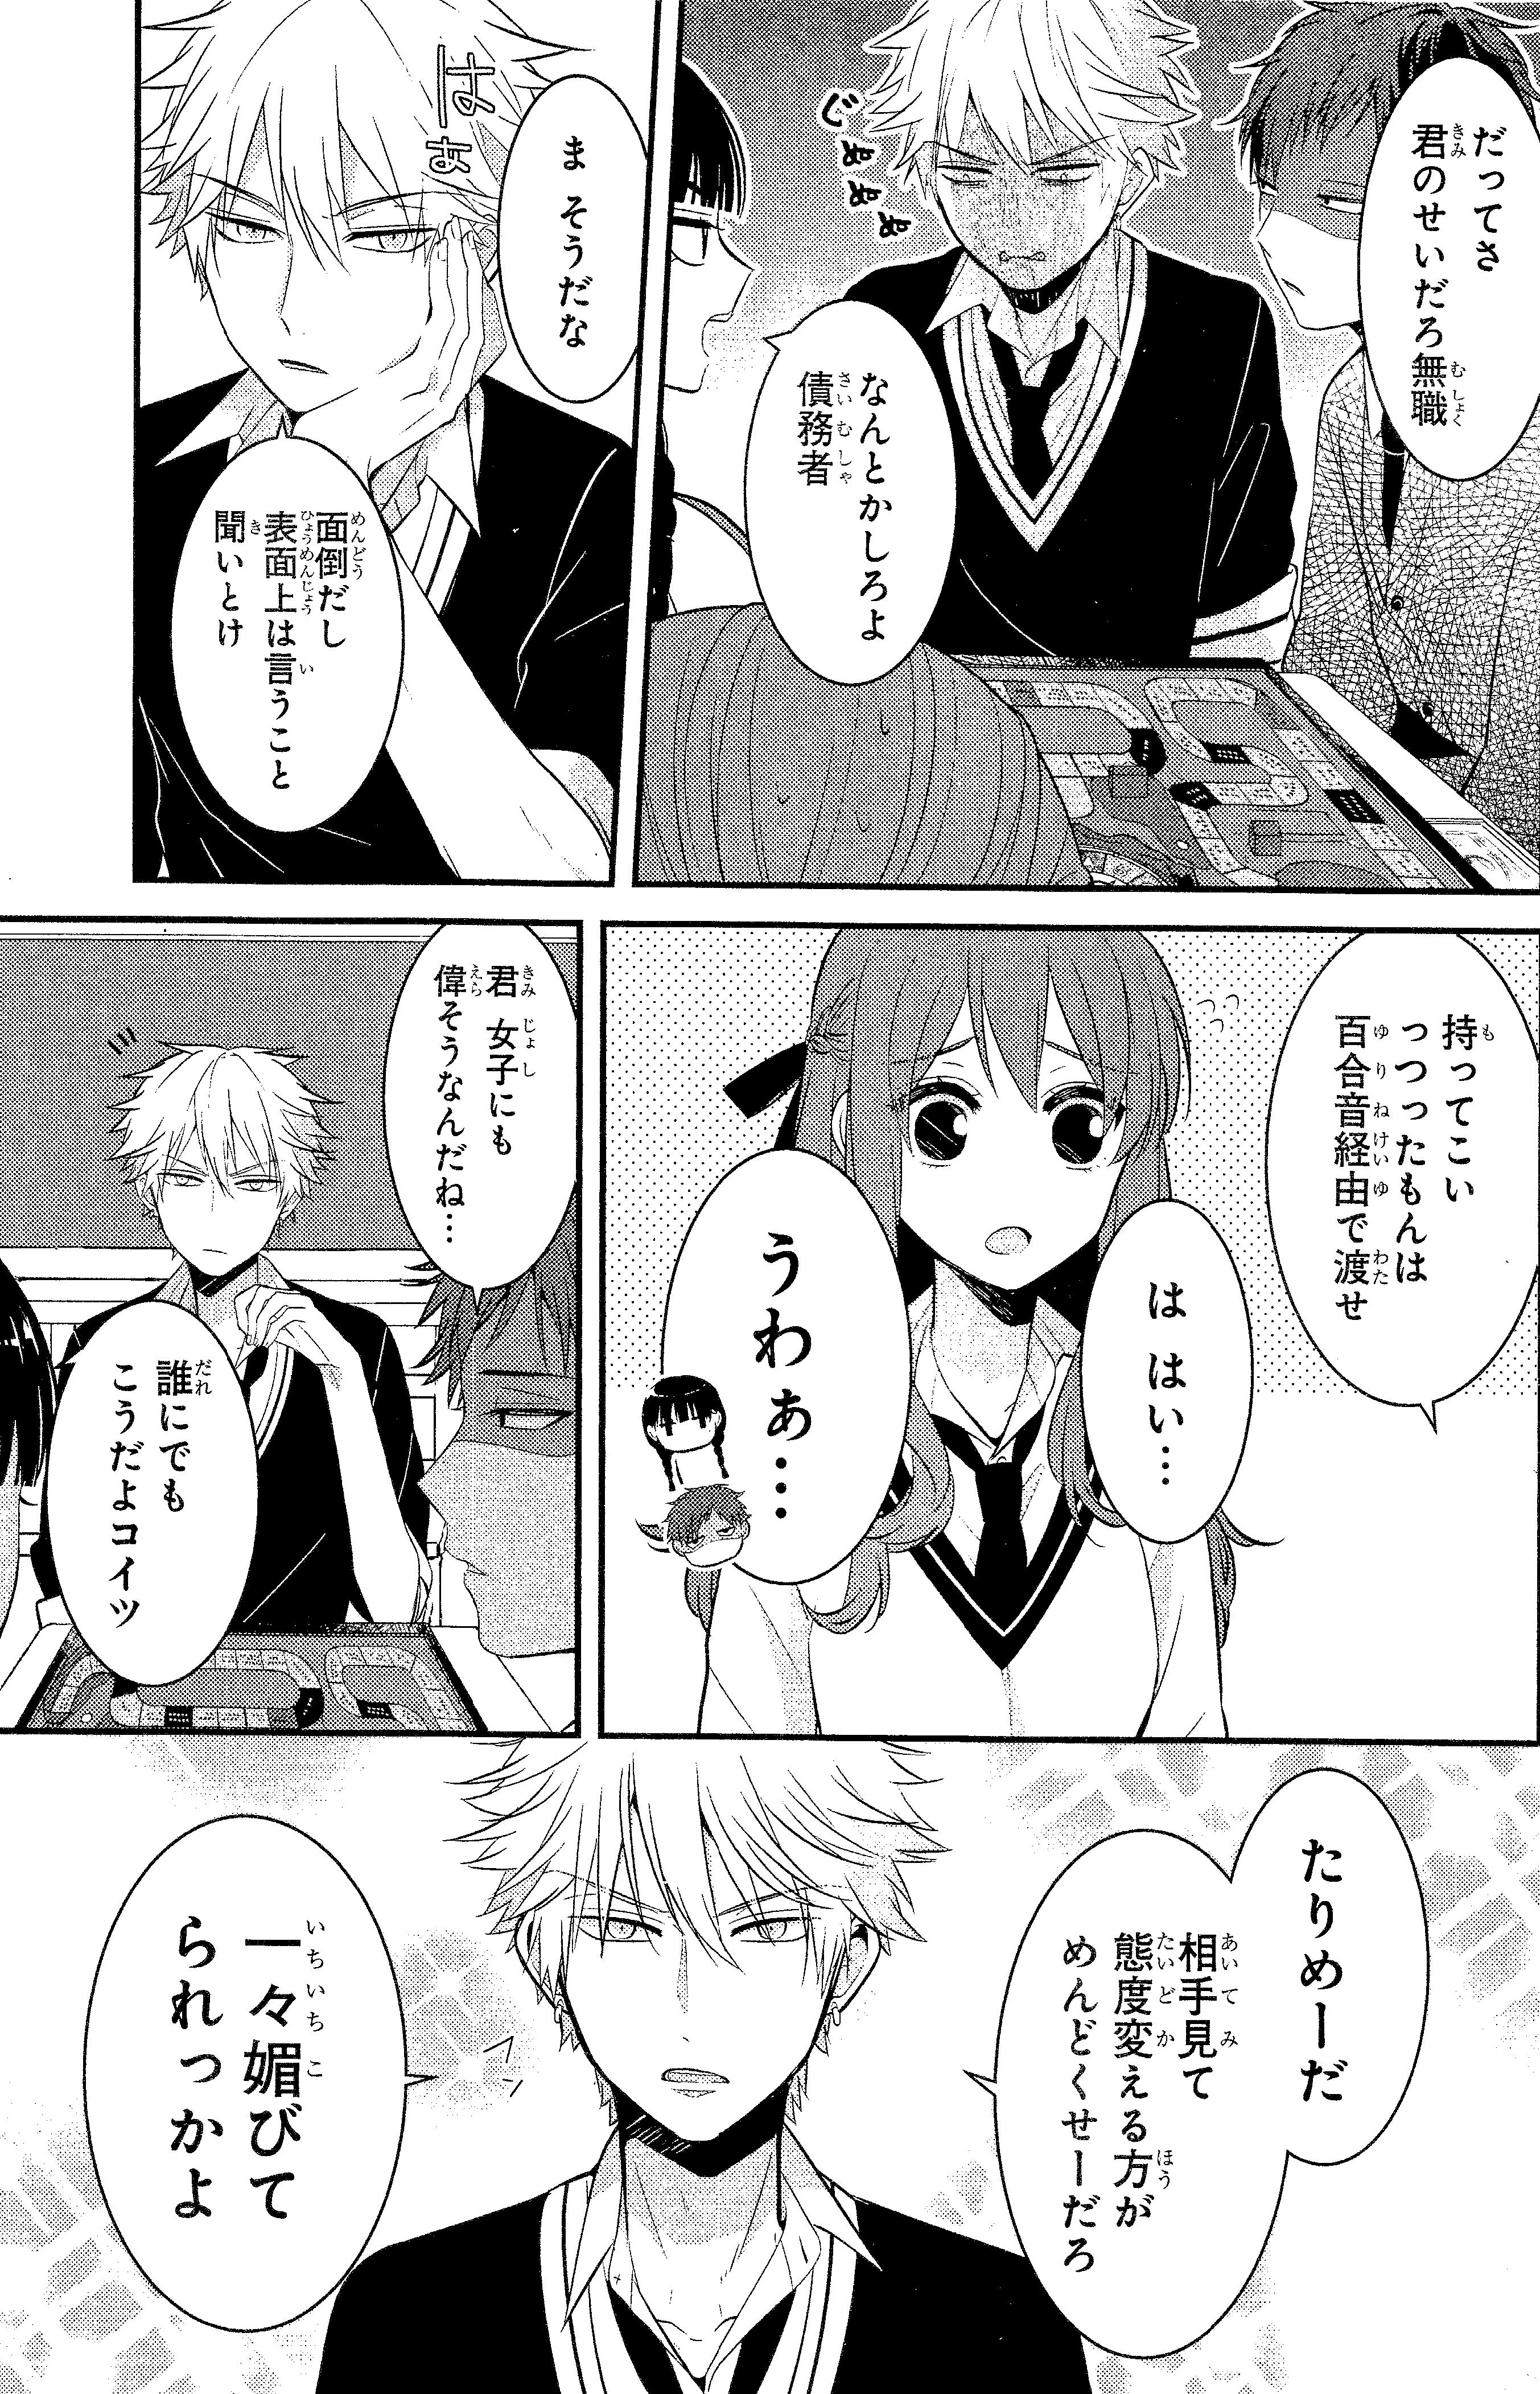 だってさ
君のせいだろ無職
じぬぬぬぬ
なんとかしろよ
債務者
ま そうだな
はぁ
面倒だし
表面上は言うこと
聞いとけ
持ってこい
っつったもんは
百合音経由で渡せ
は はい…
うわぁ…
君 女子にも
偉そうなんだね…
誰にでも
こうだよコイツ
たりめーだ
相手見て
態度変える方が
めんどくせーだろ
一々媚びて
られっかよ